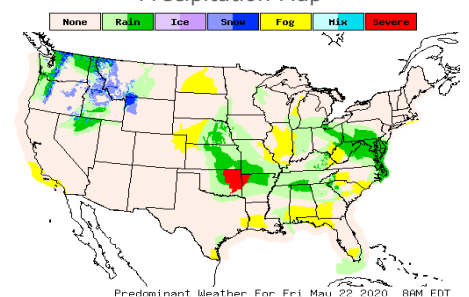 Precipitation Map
None Rain Ice Snow Fog Mix Severe
Predominant Weather For Fri May 22 2020 8AM EDT